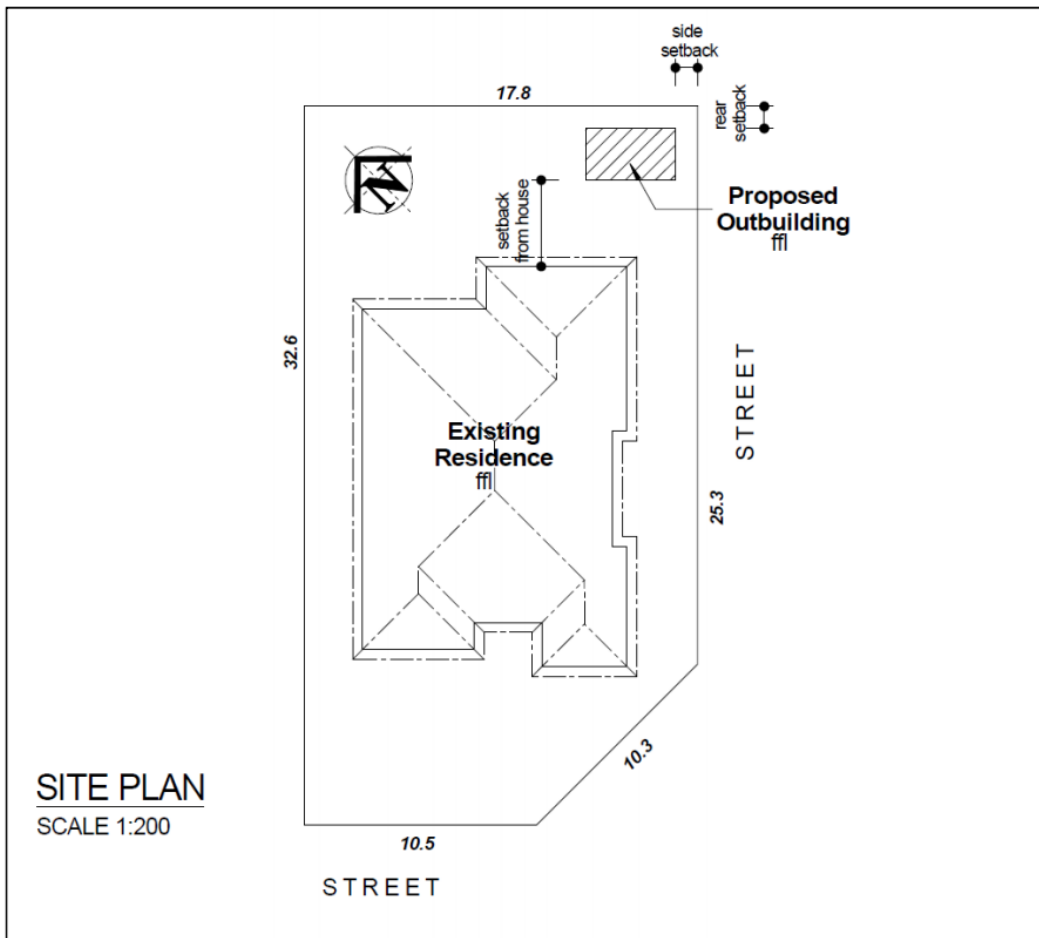 side
setback
17.8
rear
setback
N
setback
from house
Proposed
Outbuilding
ffl
32.6
STREET
Existing
Residence
ffl
25.3
10.3
SITE PLAN
SCALE 1:200
10.5
STREET